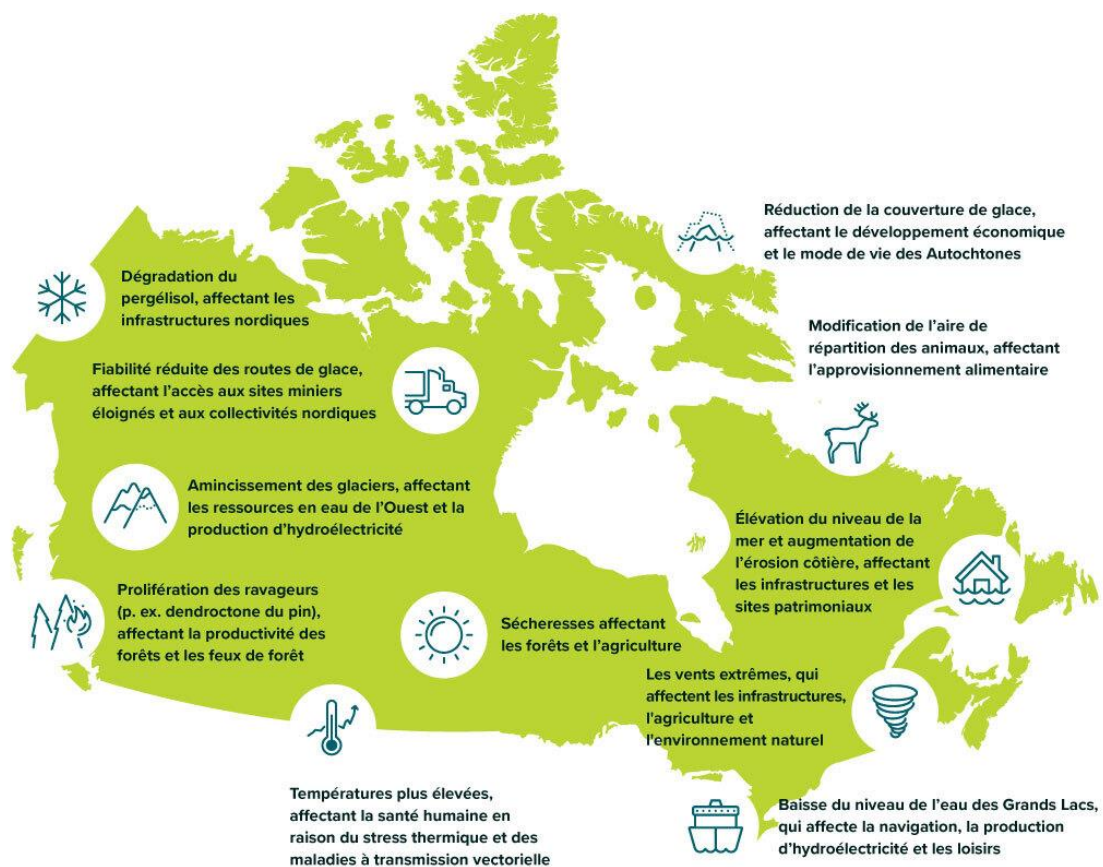 Réduction de la couverture de glace,
affectant le développement économique
et le mode de vie des Autochtones
Dégradation du
pergélisol, affectant les
infrastructures nordiques
Modification de l'aire de
répartition des animaux, affectant
l'approvisionnement alimentaire
Fiabilité réduite des routes de glace,
affectant l'accès aux sites miniers
éloignés et aux collectivités nordiques
Amincissement des glaciers, affectant
les ressources en eau de l'Ouest et la
production d'hydroélectricité
Élévation du niveau de la
mer et augmentation de
l'érosion côtière, affectant
les infrastructures et les
sites patrimoniaux
Prolifération des ravageurs
(p. ex. dendroctone du pin),
affectant la productivité des
forêts et les feux de forêt
Sécheresses affectant
les forêts et l'agriculture
Les vents extrêmes, qui
affectent les infrastructures,
l'agriculture et
l'environnement naturel
Températures plus élevées,
affectant la santé humaine en
raison du stress thermique et des
maladies à transmission vectorielle
Baisse du niveau de l'eau des Grands Lacs,
qui affecte la navigation, la production
d'hydroélectricité et les loisirs